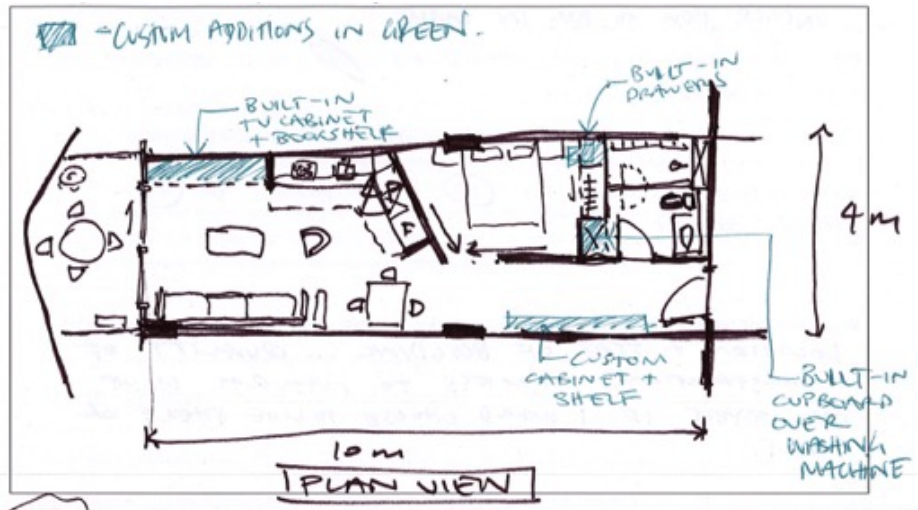 - CUSTOM ADDITIONS IN GREEN.
BUILT-IN
TV CABINET
+ BOOKSHELF
BUILT-IN
DRAWERS
4m
CUSTOM
CABINET +
SHELF
BUILT-IN
CUPBOARD
OVER
WASHING
MACHINE
10m
PLAN VIEW